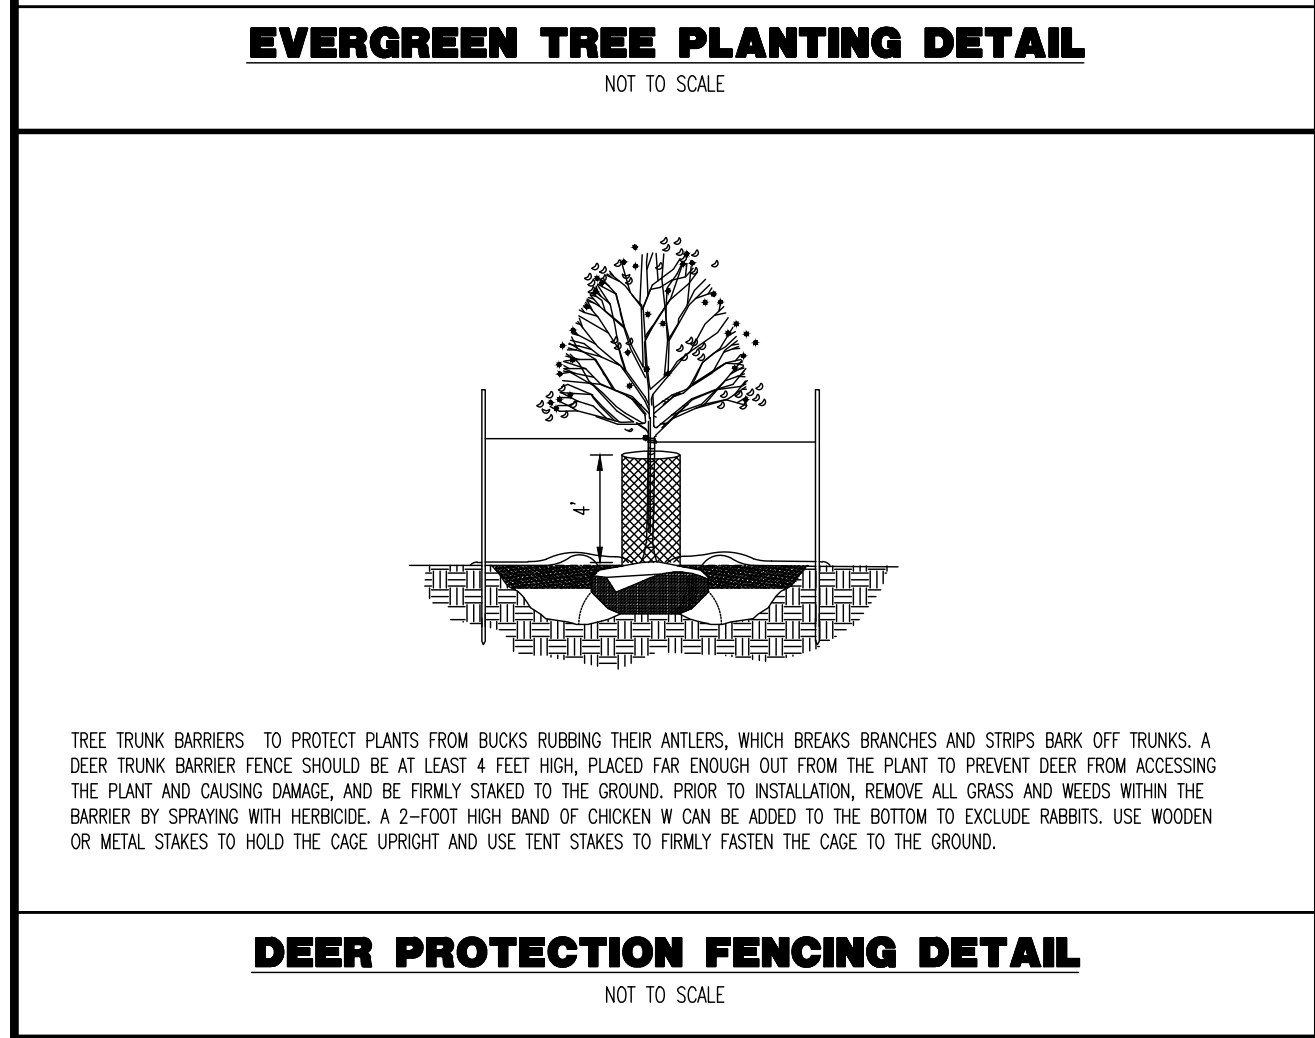 EVERGREEN TREE PLANTING DETAIL
NOT TO SCALE
4'
TREE TRUNK BARRIERS TO PROTECT PLANTS FROM BUCKS RUBBING THEIR ANTLERS, WHICH BREAKS BRANCHES AND STRIPS BARK OFF TRUNKS. A
DEER TRUNK BARRIER FENCE SHOULD BE AT LEAST 4 FEET HIGH, PLACED FAR ENOUGH OUT FROM THE PLANT TO PREVENT DEER FROM ACCESSING
THE PLANT AND CAUSING DAMAGE, AND BE FIRMLY STAKED TO THE GROUND. PRIOR TO INSTALLATION, REMOVE ALL GRASS AND WEEDS WITHIN THE
BARRIER BY SPRAYING WITH HERBICIDE. A 2-FOOT HIGH BAND OF CHICKEN W CAN BE ADDED TO THE BOTTOM TO EXCLUDE RABBITS. USE WOODEN
OR METAL STAKES TO HOLD THE CAGE UPRIGHT AND USE TENT STAKES TO FIRMLY FASTEN THE CAGE TO THE GROUND.
DEER PROTECTION FENCING DETAIL
NOT TO SCALE